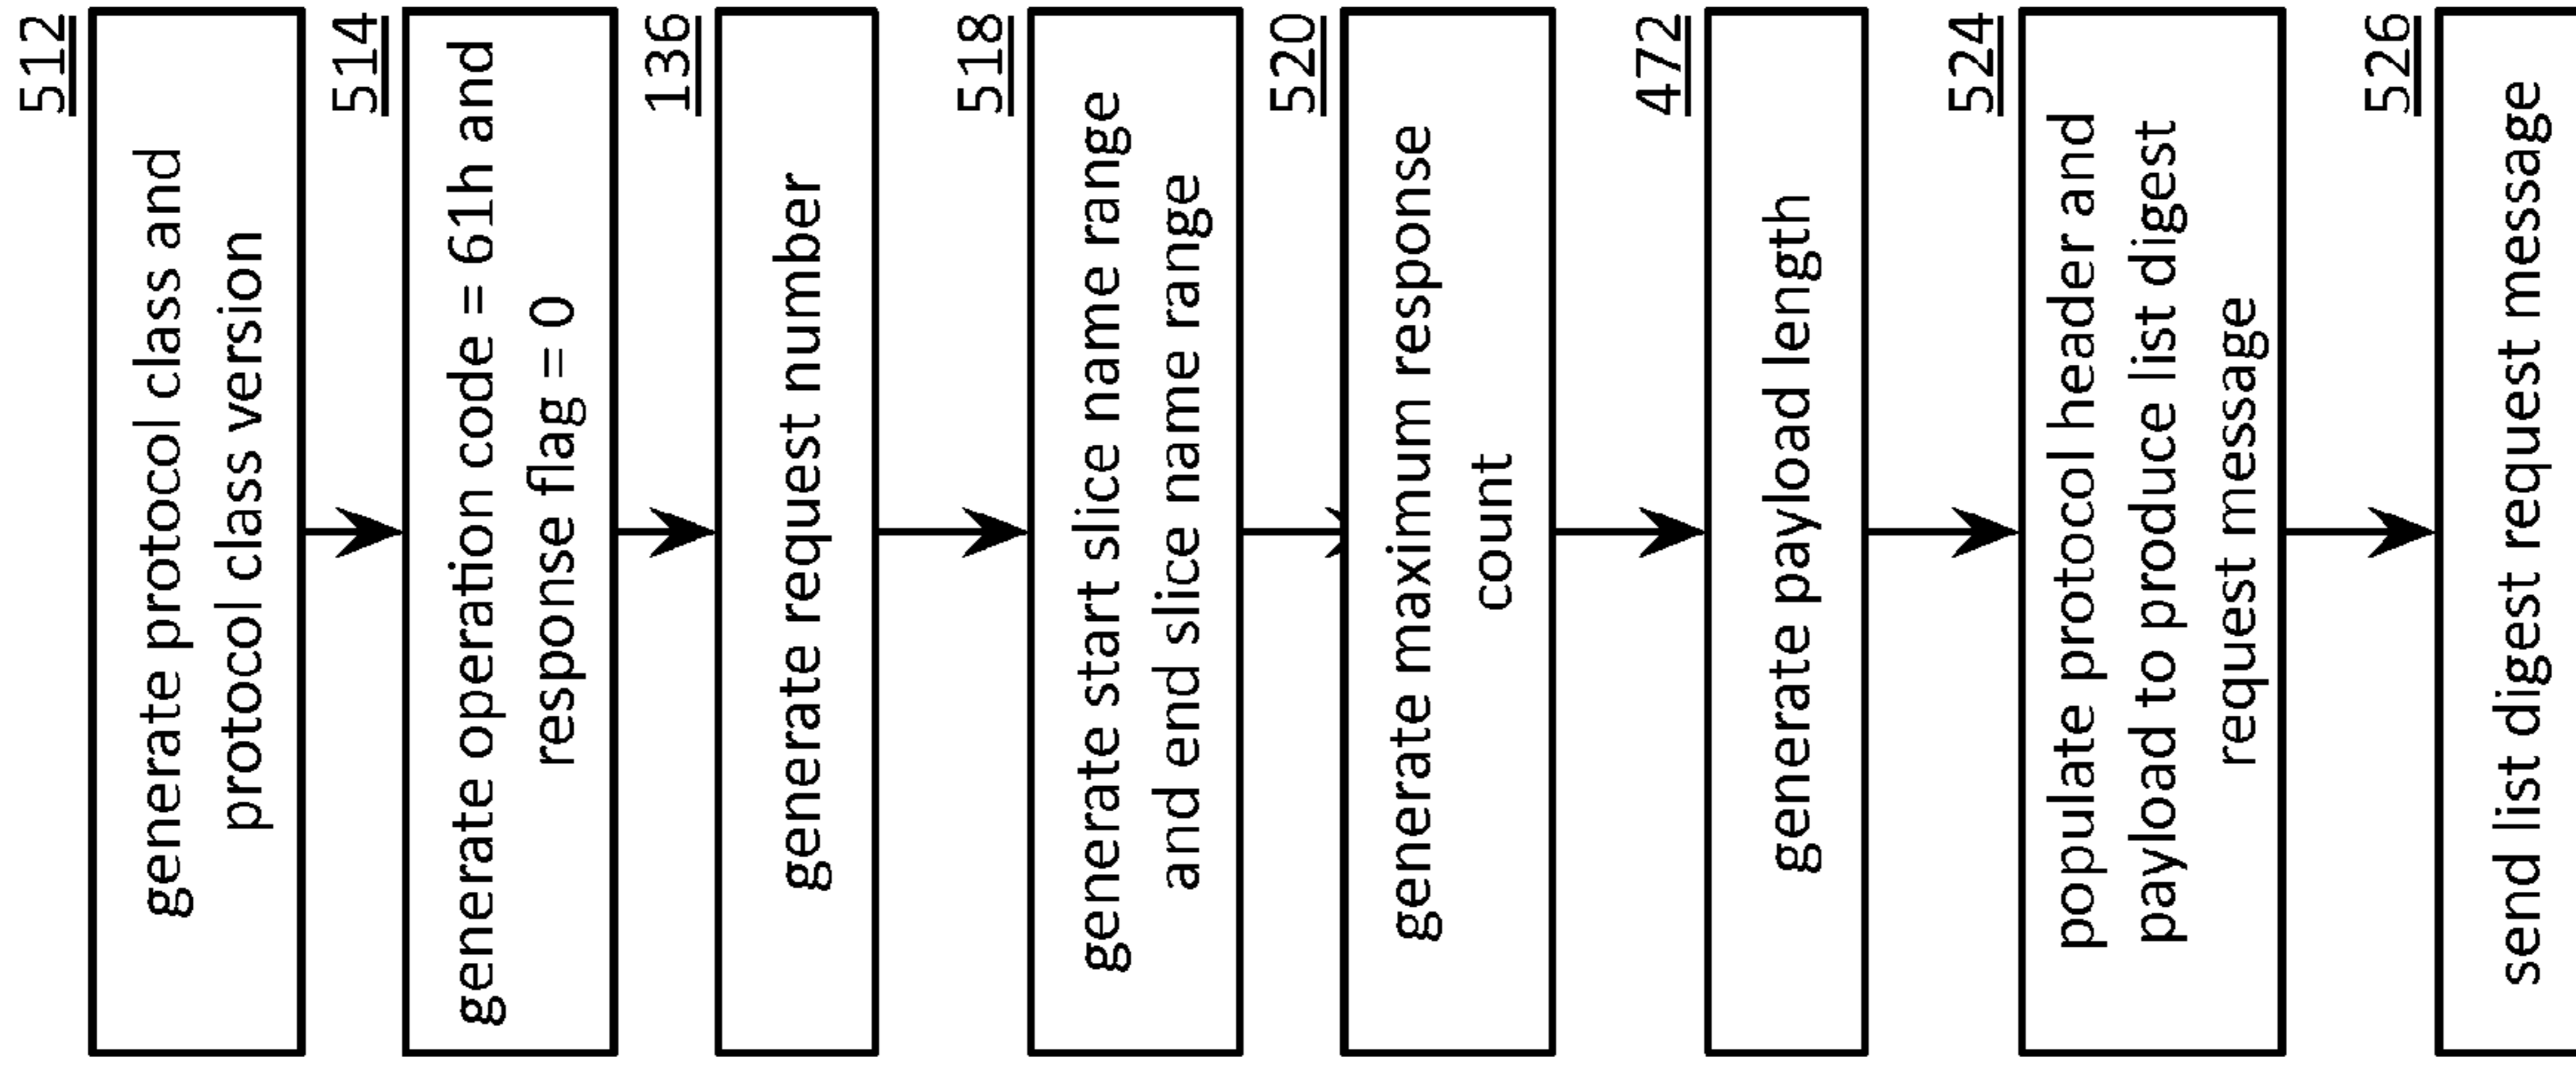 512
generate protocol class and
protocol class version
514
generate operation code = 61h and
response flag = 0
136
generate request number
518
generate start slice name range
and end slice name range
520
generate maximum response
count
472
generate payload length
524
populate protocol header and
payload to produce list digest
request message
526
send list digest request message